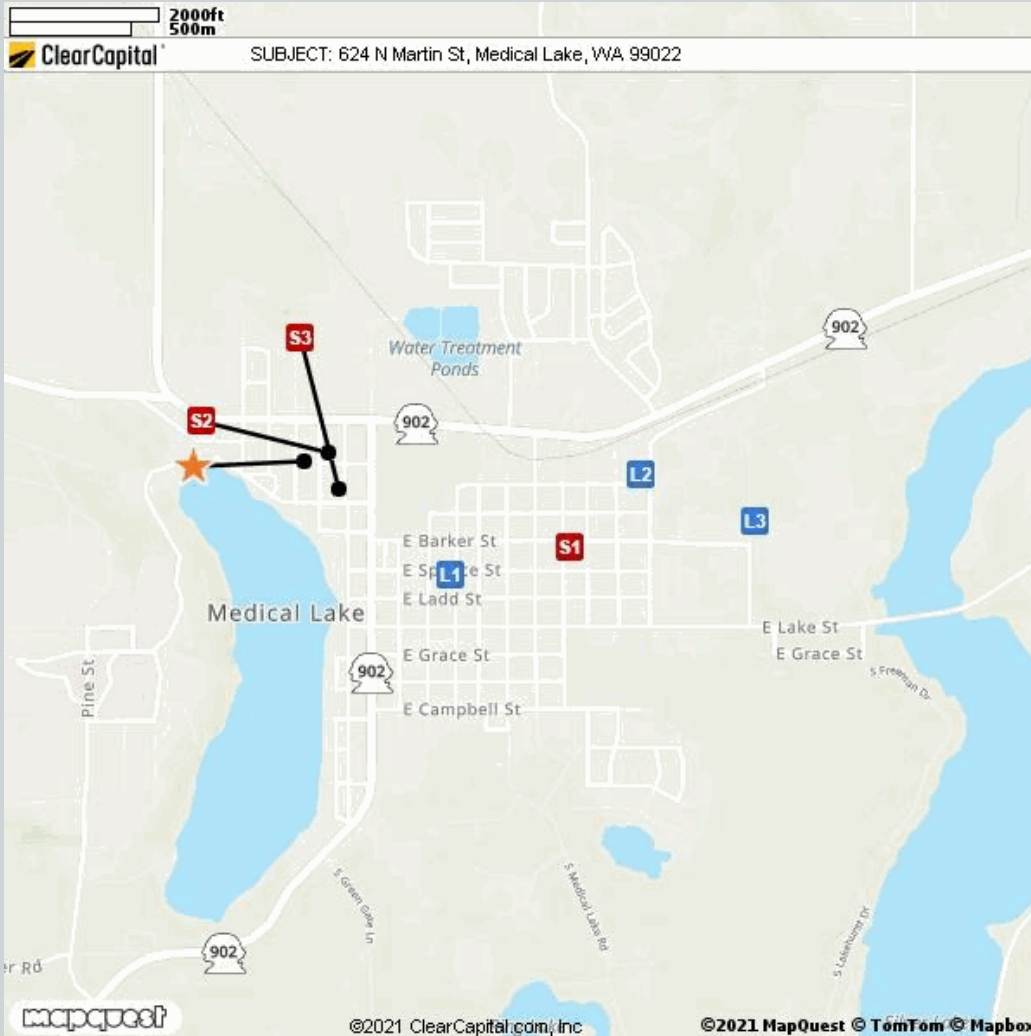 2000ft
500m
ClearCapital
SUBJECT: 624 N Martin St, Medical Lake, WA 99022
902
S3
Water Treatment
Ponds
S2
902
L2
L3
E Barker St
S1
E Sp ce St
L1
E Ladd St
Medical Lake
E Lake St
E Grace St
E Grace St
902
S Freeman Dr
Pine St
E Campbell St
S Green Gate Ln
S Medical Lake Rd
S Lakehurst Dr
902
er Rd
mapquest
©2021 ClearCapital.com, Inc
©2021 MapQuest © TomTom © Mapbox